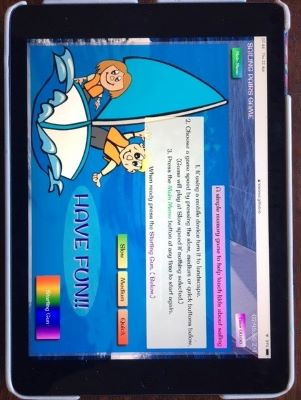 SAILING PAIRS GAME
Main Menu
A simple memory game to help teach kids about sailing
1. If using a mobile device turn it to landscape.
2. Choose a game speed by pressing the slow, medium or quick buttons below.
(Game will play at Slow speed if nothing selected.)
3. Press the Main Menu button at any time to start again.
When ready press the Starting Gun. ( Below.)
Slow
Medium
Quick
HAVE FUN!!
Starting Gun